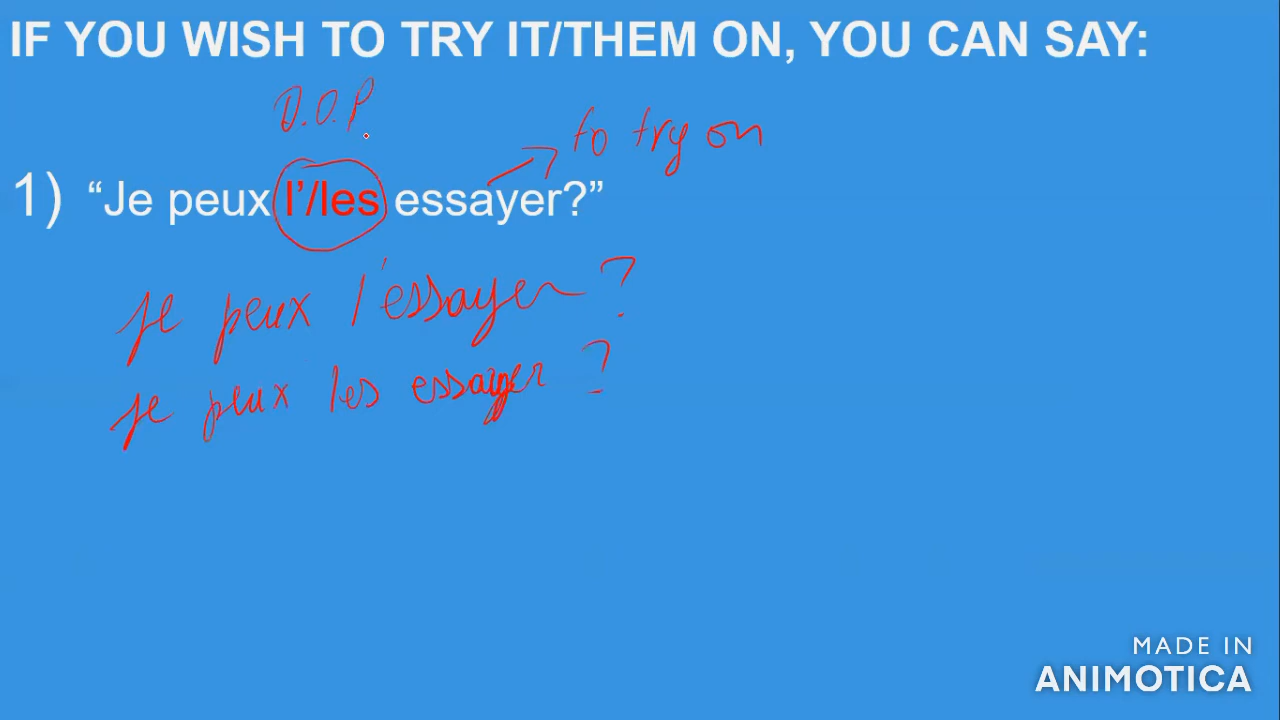 IF YOU WISH TO TRY IT/THEM ON, YOU CAN SAY:
D.O.P
to try on
1) “Je peux l’/les essayer?”
je peux l'essayer ?
je peux les essayer ?
MADE IN
ANIMOTICA